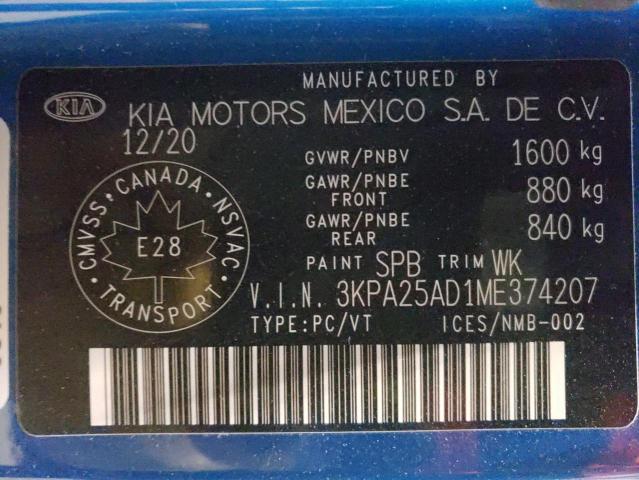 MANUFACTURED BY
KIA KIA MOTORS MEXICO S.A. DE C.V.
12/20
GVWR/PNBV 1600 kg
GAWR/PNBE FRONT 880 kg
GAWR/PNBE REAR 840 kg
CMVSS · CANADA · NSVAC · TRANSPORT ·
E28
PAINT SPB TRIM WK
V.I.N. 3KPA25AD1ME374207
TYPE:PC/VT ICES/NMB-002